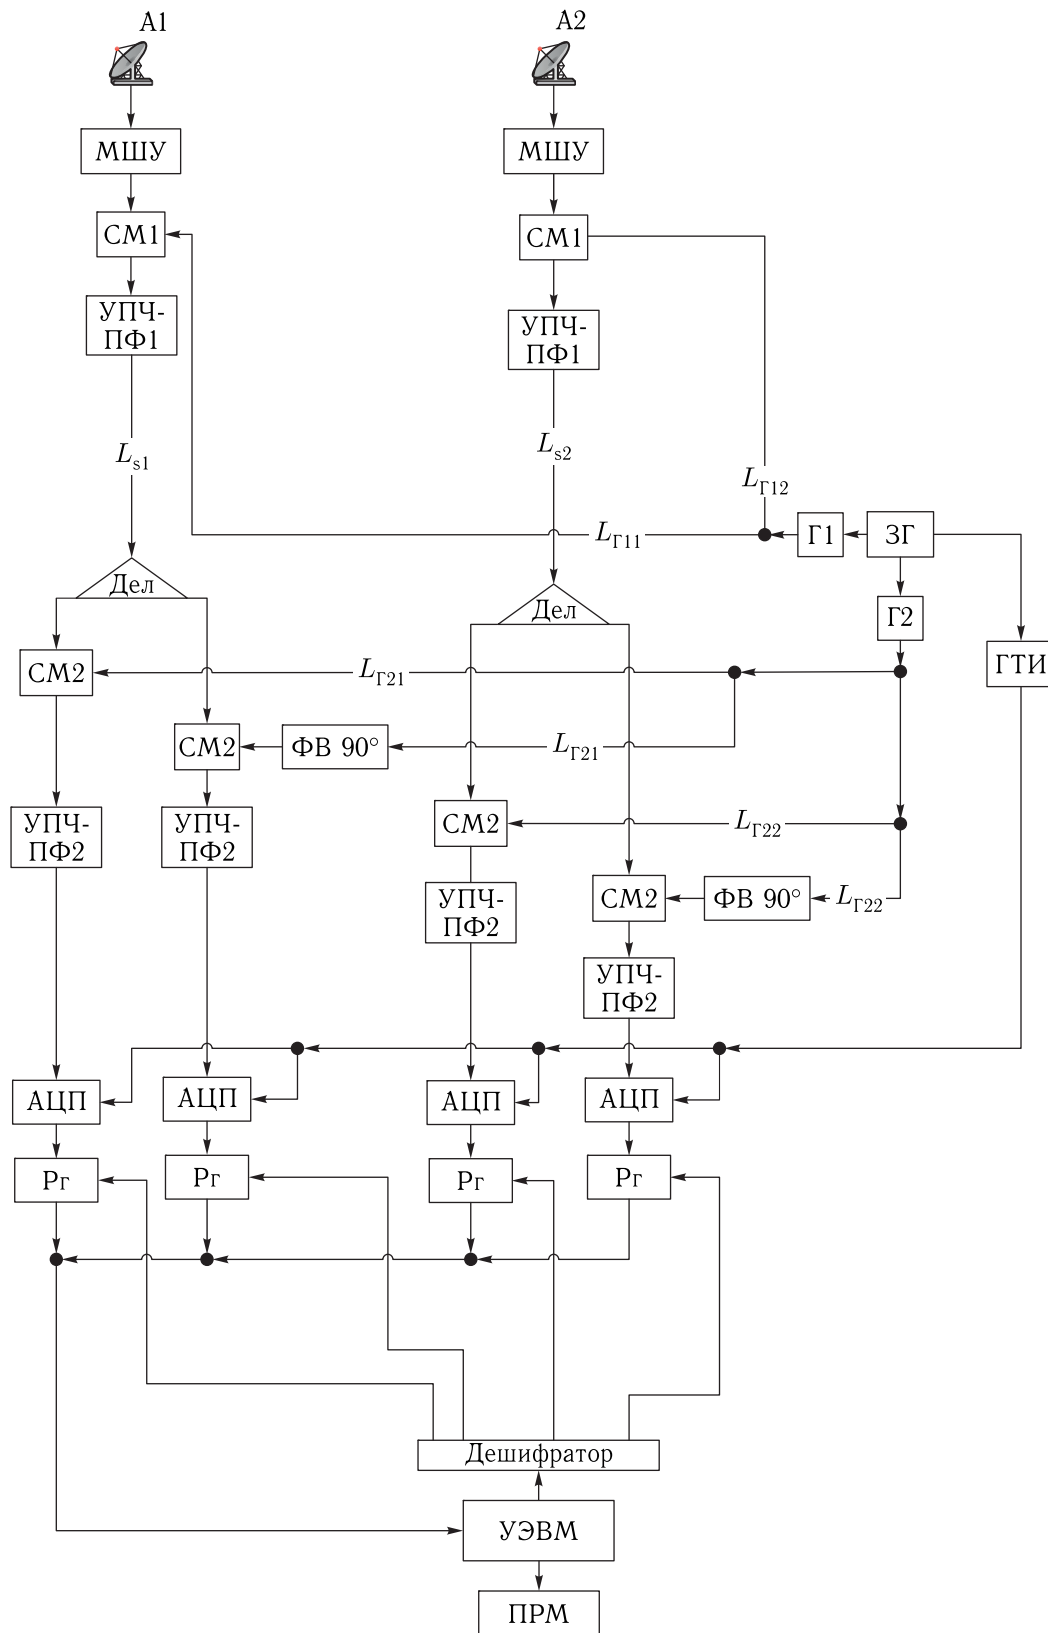 А1
А2
МШУ
МШУ
СМ1
СМ1
УПЧ-
ПФ1
УПЧ-
ПФ1
L_s1
L_s2
L_Г12
L_Г11
Г1
ЗГ
Дел
Дел
Г2
ГТИ
СМ2
L_Г21
СМ2
ФВ 90°
L_Г21
УПЧ-
ПФ2
УПЧ-
ПФ2
СМ2
L_Г22
УПЧ-
ПФ2
СМ2
ФВ 90°
L_Г22
УПЧ-
ПФ2
АЦП
АЦП
АЦП
АЦП
Рг
Рг
Рг
Рг
Дешифратор
УЭВМ
ПРМ